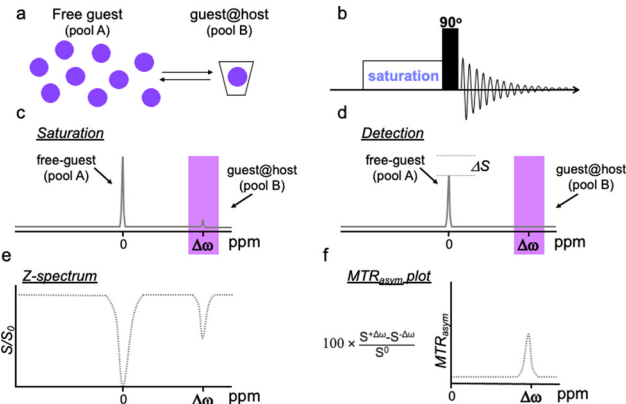 a
Free guest
(pool A)
guest@host
(pool B)
b
90º
saturation
c
Saturation
free-guest
(pool A)
guest@host
(pool B)
0
Δω
ppm
d
Detection
free-guest
(pool A)
ΔS
guest@host
(pool B)
0
Δω
ppm
e
Z-spectrum
S/S₀
0
Δω
ppm
f
MTRasym plot
100 × (S+Δω-S-Δω)/S0
MTRasym
Δω
ppm